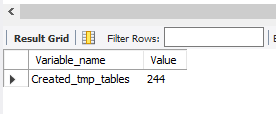 Result Grid Filter Rows:
Variable_name Value
Created_tmp_tables 244